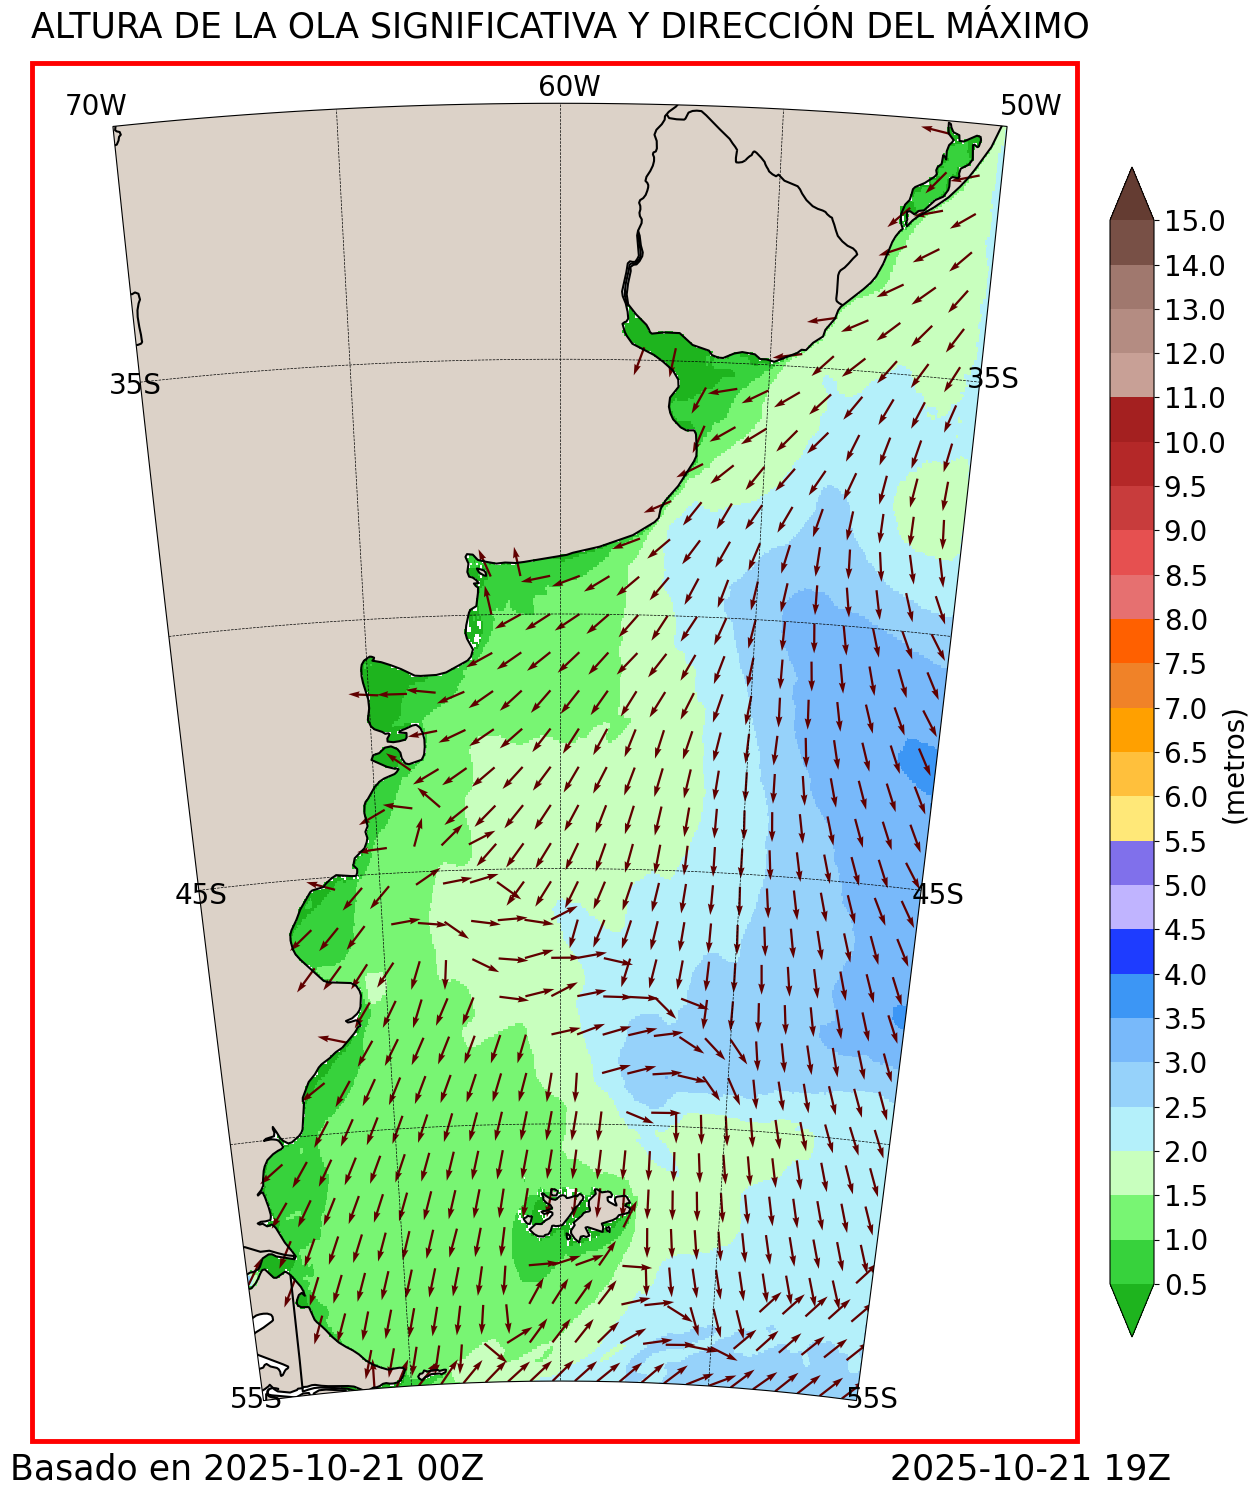 ALTURA DE LA OLA SIGNIFICATIVA Y DIRECCIÓN DEL MÁXIMO
60W
70W
50W
15.0
14.0
13.0
12.0
35S
35S
11.0
10.0
9.5
9.0
8.5
8.0
7.5
7.0
6.5
(metros)
6.0
5.5
5.0
45S
45S
4.5
4.0
3.5
3.0
2.5
2.0
1.5
1.0
0.5
55S
55S
Basado en 2025-10-21 00Z
2025-10-21 19Z